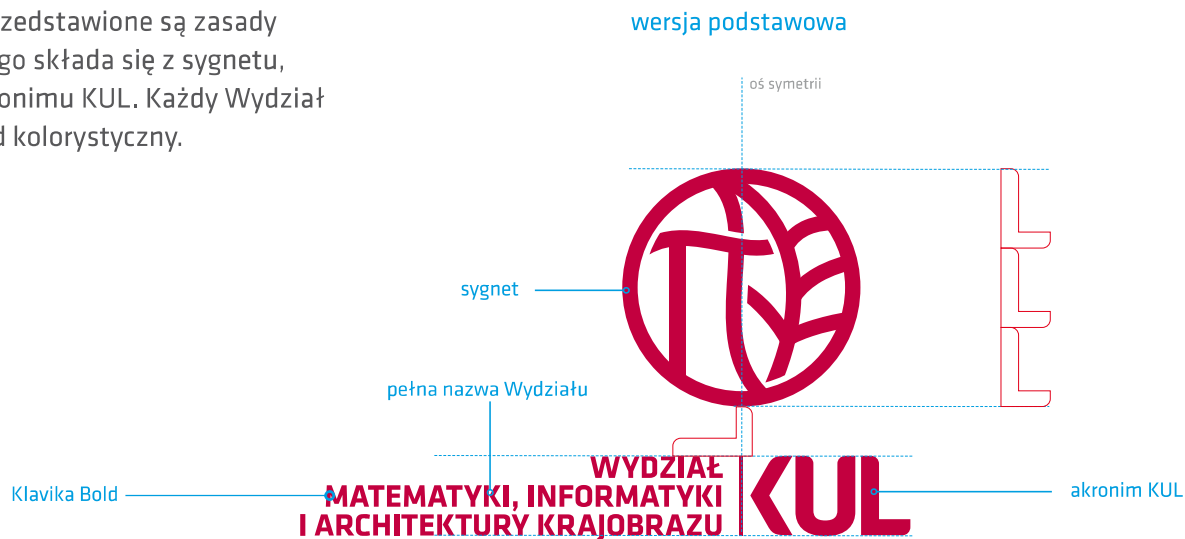 zedstawione są zasady
go składa się z sygnetu,
onimu KUL. Każdy Wydział
d kolorystyczny.
wersja podstawowa
oś symetrii
sygnet
pełna nazwa Wydziału
Klavika Bold
WYDZIAŁ
MATEMATYKI, INFORMATYKI
I ARCHITEKTURY KRAJOBRAZU
KUL
akronim KUL